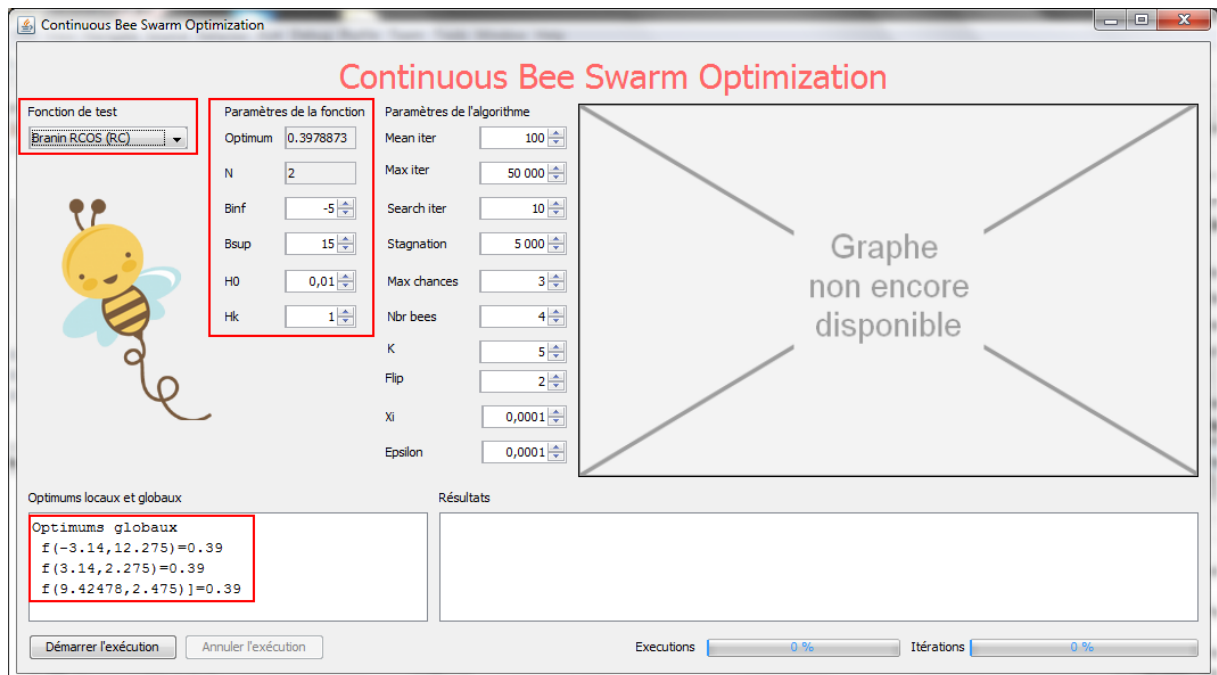 Continuous Bee Swarm Optimization
Continuous Bee Swarm Optimization
Fonction de test
Branin RCOS (RC)
Paramètres de la fonction
Optimum 0.3978873
N 2
Binf -5
Bsup 15
H0 0,01
Hk 1
Paramètres de l'algorithme
Mean iter 100
Max iter 50 000
Search iter 10
Stagnation 5 000
Max chances 3
Nbr bees 4
K 5
Flip 2
Xi 0,0001
Epsilon 0,0001
Graphe
non encore
disponible
Optimums locaux et globaux
Optimums globaux
f(-3.14,12.275)=0.39
f(3.14,2.275)=0.39
f(9.42478,2.475)]=0.39
Résultats
Démarrer l'exécution
Annuler l'exécution
Executions 0 %
Itérations 0 %